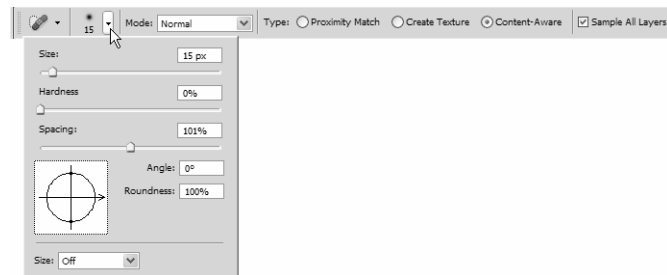 15 Mode: Normal Type: Proximity Match Create Texture Content-Aware Sample All Layers
Size: 15 px
Hardness 0%
Spacing: 101%
Angle: 0°
Roundness: 100%
Size: Off